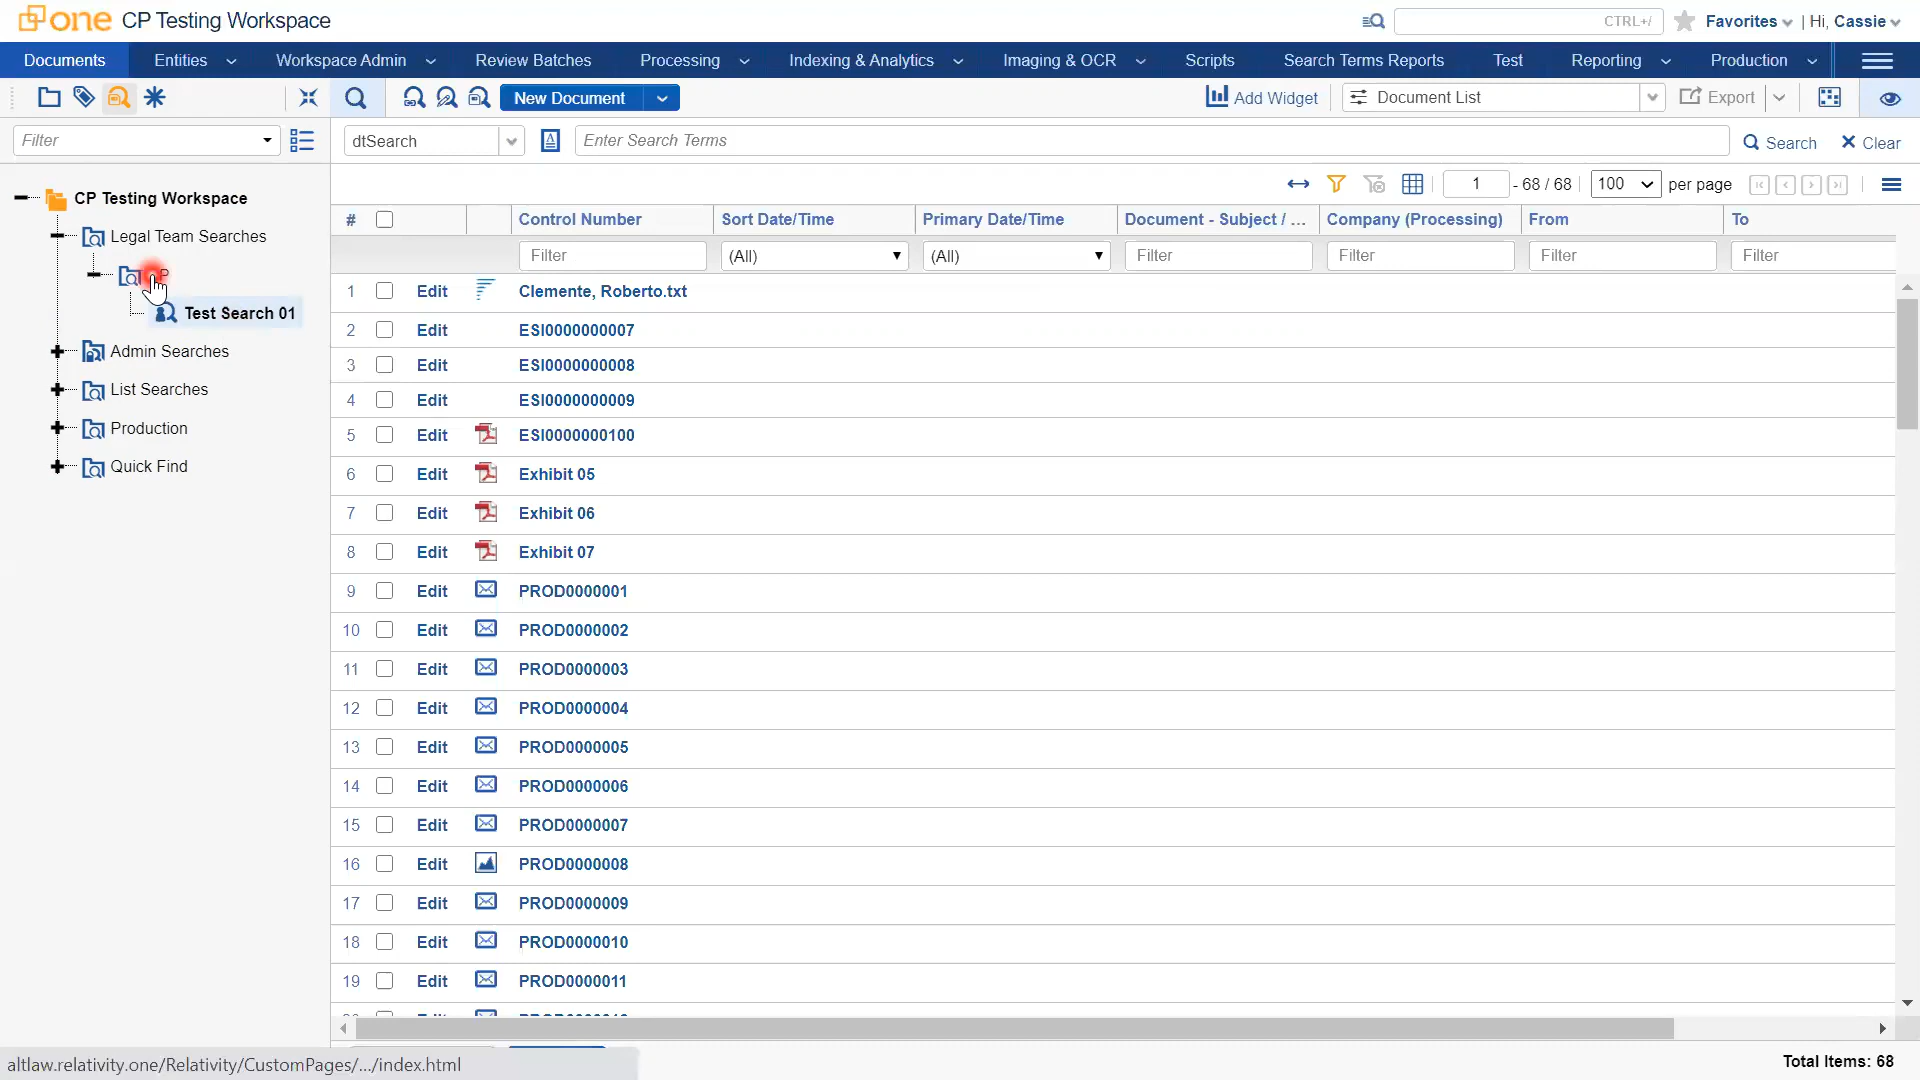 one CP Testing Workspace
CTRL+/
Favorites | Hi, Cassie
Documents Entities Workspace Admin Review Batches Processing Indexing & Analytics Imaging & OCR Scripts Search Terms Reports Test Reporting Production
New Document Add Widget Document List Export
Filter dtSearch Enter Search Terms Search Clear
1 - 68 / 68 100 per page
CP Testing Workspace
Legal Team Searches
Test Search 01
Admin Searches
List Searches
Production
Quick Find
# Control Number Sort Date/Time Primary Date/Time Document - Subject / ... Company (Processing) From To
Filter (All) (All) Filter Filter Filter Filter
1 Edit Clemente, Roberto.txt
2 Edit ESI0000000007
3 Edit ESI0000000008
4 Edit ESI0000000009
5 Edit ESI0000000100
6 Edit Exhibit 05
7 Edit Exhibit 06
8 Edit Exhibit 07
9 Edit PROD0000001
10 Edit PROD0000002
11 Edit PROD0000003
12 Edit PROD0000004
13 Edit PROD0000005
14 Edit PROD0000006
15 Edit PROD0000007
16 Edit PROD0000008
17 Edit PROD0000009
18 Edit PROD0000010
19 Edit PROD0000011
altlaw.relativity.one/Relativity/CustomPages/.../index.html
Total Items: 68